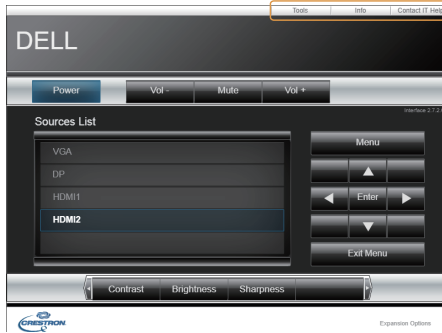 Tools Info Contact IT Help
DELL
Power Vol - Mute Vol +
Interface 2.7.2
Sources List
VGA
DP
HDMI1
HDMI2
Menu
Enter
Exit Menu
Contrast Brightness Sharpness
CRESTRON
Expansion Options